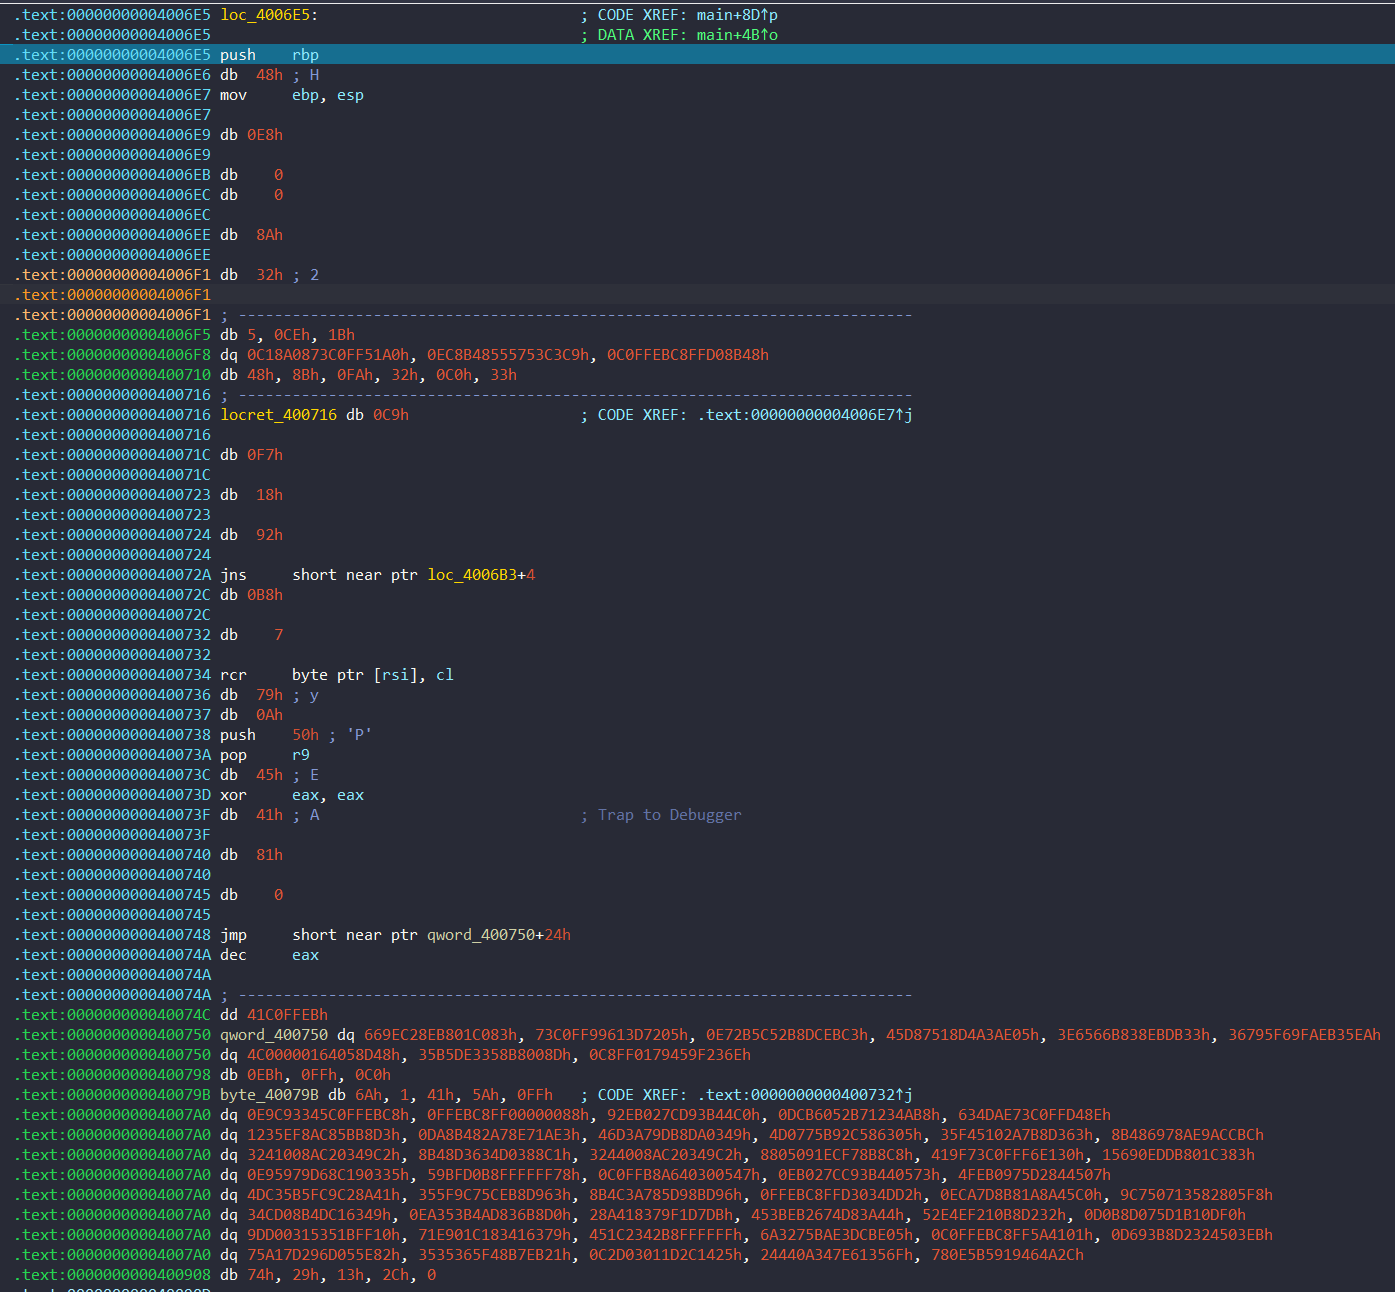 .text:00000000004006E5 loc_4006E5:                             ; CODE XREF: main+8D↑p
.text:00000000004006E5                                         ; DATA XREF: main+4B↑o
.text:00000000004006E5 push    rbp
.text:00000000004006E6 db  48h ; H
.text:00000000004006E7 mov     ebp, esp
.text:00000000004006E7
.text:00000000004006E9 db 0E8h
.text:00000000004006E9
.text:00000000004006EB db    0
.text:00000000004006EC db    0
.text:00000000004006EC
.text:00000000004006EE db  8Ah
.text:00000000004006EE
.text:00000000004006F1 db  32h ; 2
.text:00000000004006F1
.text:00000000004006F1 ; ---------------------------------------------------------------------------
.text:00000000004006F5 db 5, 0CEh, 1Bh
.text:00000000004006F8 dq 0C18A0873C0FF51A0h, 0EC8B48555753C3C9h, 0C0FFEBC8FFD08B48h
.text:0000000000400710 db 48h, 8Bh, 0FAh, 32h, 0C0h, 33h
.text:0000000000400716 ; ---------------------------------------------------------------------------
.text:0000000000400716 locret_400716 db 0C9h                   ; CODE XREF: .text:00000000004006E7↑j
.text:0000000000400716
.text:000000000040071C db 0F7h
.text:000000000040071C
.text:0000000000400723 db  18h
.text:0000000000400723
.text:0000000000400724 db  92h
.text:0000000000400724
.text:000000000040072A jns     short near ptr loc_4006B3+4
.text:000000000040072C db 0B8h
.text:000000000040072C
.text:0000000000400732 db    7
.text:0000000000400732
.text:0000000000400734 rcr     byte ptr [rsi], cl
.text:0000000000400736 db  79h ; y
.text:0000000000400737 db  0Ah
.text:0000000000400738 push    50h ; 'P'
.text:000000000040073A pop     r9
.text:000000000040073C db  45h ; E
.text:000000000040073D xor     eax, eax
.text:000000000040073F db  41h ; A                             ; Trap to Debugger
.text:000000000040073F
.text:0000000000400740 db  81h
.text:0000000000400740
.text:0000000000400745 db    0
.text:0000000000400745
.text:0000000000400748 jmp     short near ptr qword_400750+24h
.text:000000000040074A dec     eax
.text:000000000040074A
.text:000000000040074A ; ---------------------------------------------------------------------------
.text:000000000040074C dd 41C0FFEBh
.text:0000000000400750 qword_400750 dq 669EC28EB801C083h, 73C0FF99613D7205h, 0E72B5C52B8DCEBC3h, 45D87518D4A3AE05h, 3E6566B838EBDB33h, 36795F69FAEB35EAh
.text:0000000000400750 dq 4C00000164058D48h, 35B5DE3358B8008Dh, 0C8FF0179459F236Eh
.text:0000000000400798 db 0EBh, 0FFh, 0C0h
.text:000000000040079B byte_40079B db 6Ah, 1, 41h, 5Ah, 0FFh   ; CODE XREF: .text:0000000000400732↑j
.text:00000000004007A0 dq 0E9C93345C0FFEBC8h, 0FFEBC8FF00000088h, 92EB027CD93B44C0h, 0DCB6052B71234AB8h, 634DAE73C0FFD48Eh
.text:00000000004007A0 dq 1235EF8AC85BB8D3h, 0DA8B482A78E71AE3h, 46D3A79DB8DA0349h, 4D0775B92C586305h, 35F45102A7B8D363h, 8B486978AE9ACCBCh
.text:00000000004007A0 dq 3241008AC20349C2h, 8B48D3634D0388C1h, 3244008AC20349C2h, 8805091ECF78B8C8h, 419F73C0FFF6E130h, 15690EDDB801C383h
.text:00000000004007A0 dq 0E95979D68C190335h, 59BFD0B8FFFFFF78h, 0C0FFB8A640300547h, 0EB027CC93B440573h, 4FEB0975D2844507h
.text:00000000004007A0 dq 4DC35B5FC9C28A41h, 355F9C75CEB8D963h, 8B4C3A785D98BD96h, 0FFEBC8FFD3034DD2h, 0ECA7D8B81A8A45C0h, 9C750713582805F8h
.text:00000000004007A0 dq 34CD08B4DC16349h, 0EA353B4AD836B8D0h, 28A418379F1D7DBh, 453BEB2674D83A44h, 52E4EF210B8D232h, 0D0B8D075D1B10DF0h
.text:00000000004007A0 dq 9DD00315351BFF10h, 71E901C183416379h, 451C2342B8FFFFFFh, 6A3275BAE3DCBE05h, 0C0FFEBC8FF5A4101h, 0D693B8D2324503EBh
.text:00000000004007A0 dq 75A17D296D055E82h, 3535365F48B7EB21h, 0C2D03011D2C1425h, 24440A347E61356Fh, 780E5B5919464A2Ch
.text:0000000000400908 db 74h, 29h, 13h, 2Ch, 0